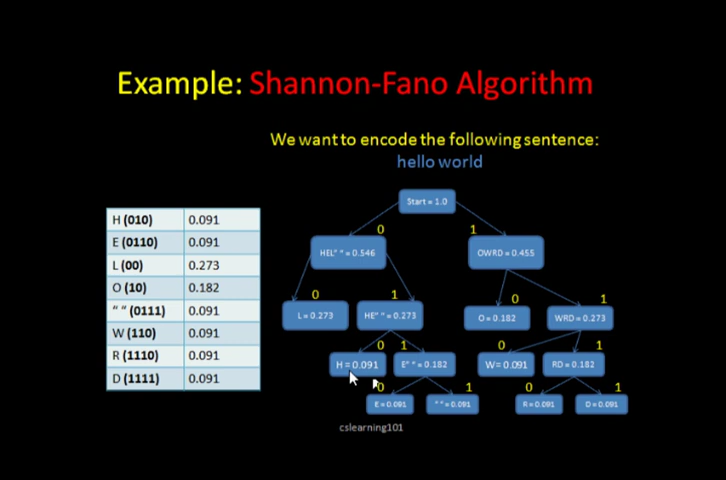 Example: Shannon-Fano Algorithm
We want to encode the following sentence:
hello world
H (010) 0.091
E (0110) 0.091
L (00) 0.273
O (10) 0.182
“ ” (0111) 0.091
W (110) 0.091
R (1110) 0.091
D (1111) 0.091
Start = 1.0
0 1
HEL“ ” = 0.546 OWRD = 0.455
0 1 0 1
L = 0.273 HE“ ” = 0.273 O = 0.182 WRD = 0.273
0 1 0 1
H = 0.091 E“ ” = 0.182 W = 0.091 RD = 0.182
0 1 0 1
E = 0.091 “ ” = 0.091 R = 0.091 D = 0.091
cslearning101